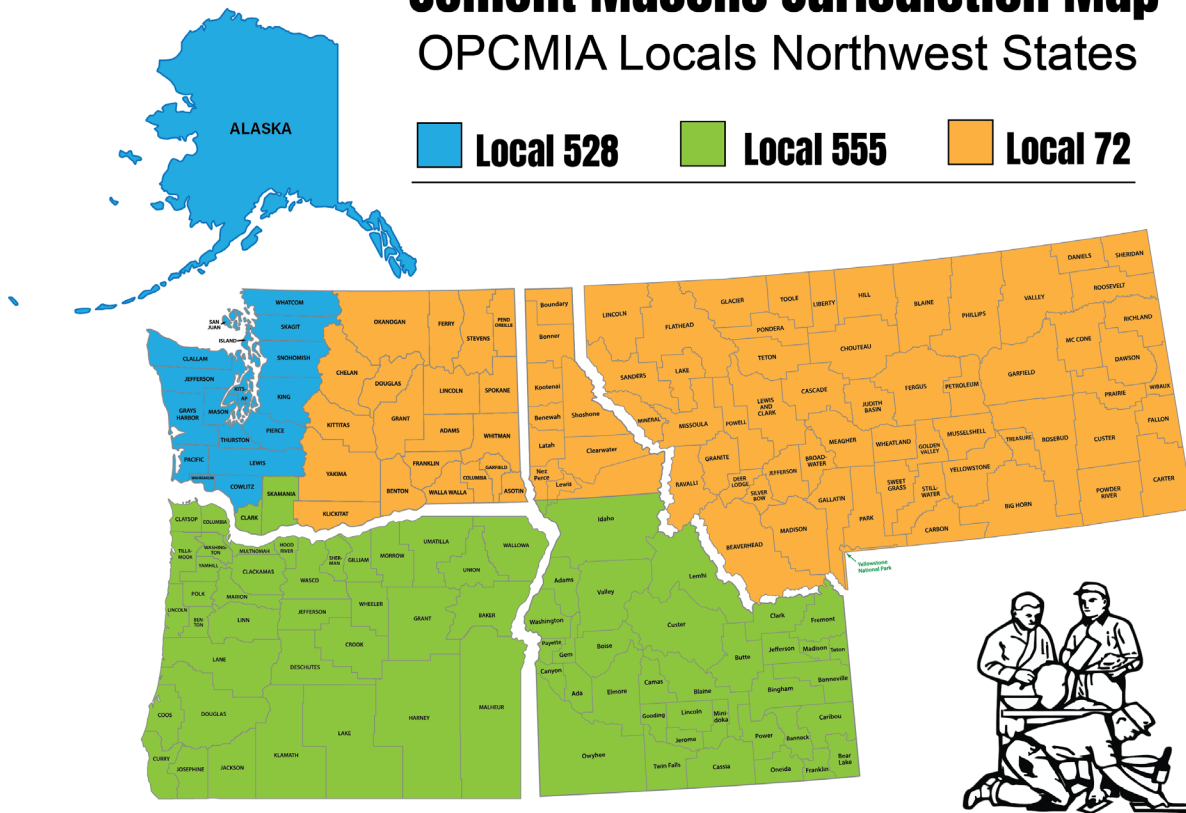 Cement Masons Jurisdiction Map
OPCMIA Locals Northwest States
Local 528
Local 555
Local 72
ALASKA
WHATCOM
SAN
JUAN
SKAGIT
ISLAND
SNOHOMISH
CLALLAM
JEFFERSON
KITS-
AP
KING
GRAYS
HARBOR
MASON
PIERCE
THURSTON
PACIFIC
LEWIS
WAHKIAKUM
COWLITZ
SKAMANIA
CLARK
OKANOGAN
FERRY
STEVENS
PEND
OREILLE
CHELAN
DOUGLAS
LINCOLN
SPOKANE
GRANT
KITTITAS
ADAMS
WHITMAN
YAKIMA
FRANKLIN
GARFIELD
COLUMBIA
BENTON
WALLA WALLA
ASOTIN
KLICKITAT
Boundary
Bonner
Kootenai
Benewah
Shoshone
Latah
Clearwater
Nez
Perce
Lewis
Idaho
Adams
Valley
Lemhi
Washington
Custer
Clark
Fremont
Payette
Gem
Boise
Butte
Jefferson
Madison
Teton
Canyon
Ada
Elmore
Camas
Blaine
Bingham
Bonneville
Gooding
Lincoln
Mini-
doka
Caribou
Jerome
Power
Bannock
Owyhee
Twin Falls
Cassia
Oneida
Franklin
Bear
Lake
LINCOLN
FLATHEAD
GLACIER
TOOLE
LIBERTY
HILL
BLAINE
PHILLIPS
VALLEY
DANIELS
SHERIDAN
ROOSEVELT
PONDERA
CHOUTEAU
TETON
RICHLAND
MC CONE
DAWSON
SANDERS
LAKE
LEWIS
AND
CLARK
CASCADE
JUDITH
BASIN
FERGUS
PETROLEUM
GARFIELD
PRAIRIE
WIBAUX
MINERAL
MISSOULA
POWELL
MEAGHER
WHEATLAND
GOLDEN
VALLEY
MUSSELSHELL
TREASURE
ROSEBUD
CUSTER
FALLON
GRANITE
DEER
LODGE
JEFFERSON
BROAD-
WATER
RAVALLI
SILVER
BOW
GALLATIN
PARK
SWEET
GRASS
STILL-
WATER
YELLOWSTONE
BIG HORN
POWDER
RIVER
CARTER
CARBON
MADISON
BEAVERHEAD
Yellowstone
National Park
CLATSOP
COLUMBIA
TILLA-
MOOK
WASHING-
TON
MULTNOMAH
HOOD
RIVER
YAMHILL
CLACKAMAS
WASCO
SHER-
MAN
GILLIAM
MORROW
UMATILLA
WALLOWA
UNION
POLK
MARION
LINCOLN
BEN
TON
LINN
JEFFERSON
WHEELER
GRANT
BAKER
CROOK
LANE
DESCHUTES
COOS
DOUGLAS
HARNEY
MALHEUR
LAKE
KLAMATH
CURRY
JOSEPHINE
JACKSON